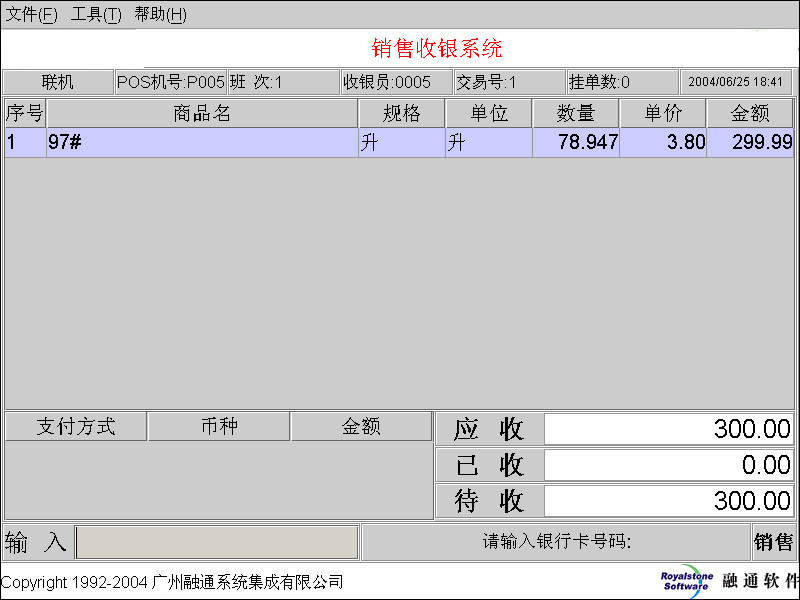 文件(F) 工具(T) 帮助(H)
销售收银系统
联机 POS机号:P005 班 次:1 收银员:0005 交易号:1 挂单数:0 2004/06/25 18:41
序号 商品名 规格 单位 数量 单价 金额
1 97# 升 升 78.947 3.80 299.99
支付方式 币种 金额
应 收 300.00
已 收 0.00
待 收 300.00
输 入 请输入银行卡号码: 销售
Copyright 1992-2004 广州融通系统集成有限公司
Royalstone Software 融通软件